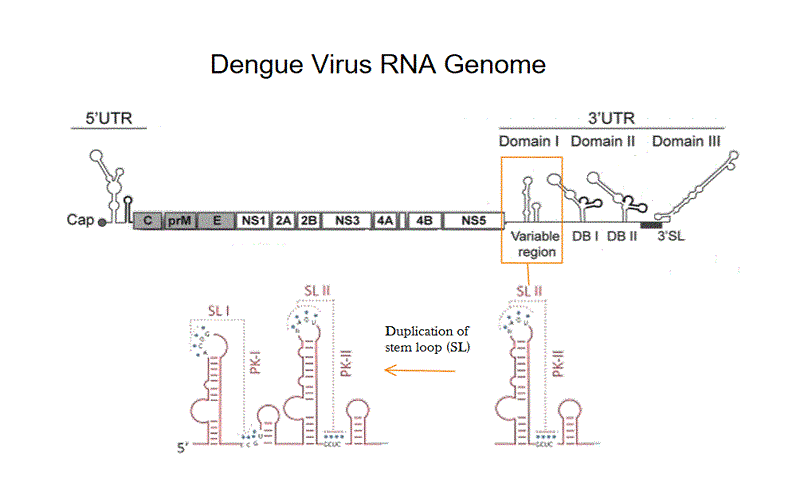 Dengue Virus RNA Genome
5'UTR
3'UTR
Domain I
Domain II
Domain III
Cap
C
prM
E
NS1
2A
2B
NS3
4A
4B
NS5
Variable
region
DB I
DB II
3'SL
SL II
SL I
SL II
PK-I
PK-II
PK-II
Duplication of
stem loop (SL)
5'
GCUC
GCUC